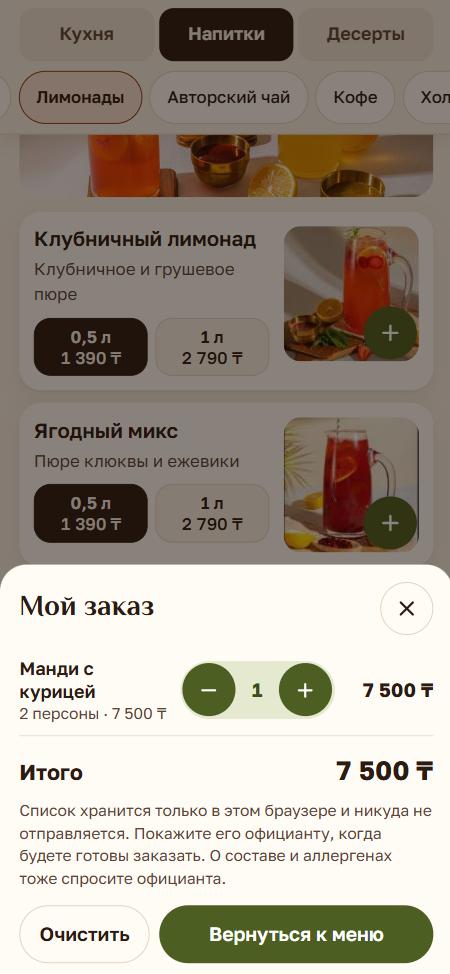 Кухня
Напитки
Десерты
Лимонады
Авторский чай
Кофе
Хол
Клубничный лимонад
Клубничное и грушевое
пюре
0,5 л
1 390 ₸
1 л
2 790 ₸
Ягодный микс
Пюре клюквы и ежевики
0,5 л
1 390 ₸
1 л
2 790 ₸
Мой заказ
Манди с
курицей
2 персоны · 7 500 ₸
1
7 500 ₸
Итого
7 500 ₸
Список хранится только в этом браузере и никуда не
отправляется. Покажите его официанту, когда
будете готовы заказать. О составе и аллергенах
тоже спросите официанта.
Очистить
Вернуться к меню